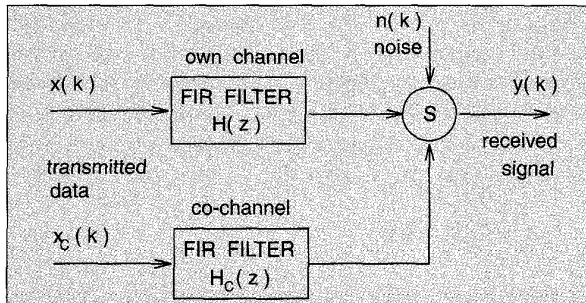 n(k)
noise
own channel
x(k)
FIR FILTER
H(z)
S
y(k)
received
signal
transmitted
data
co-channel
x_c(k)
FIR FILTER
H_c(z)